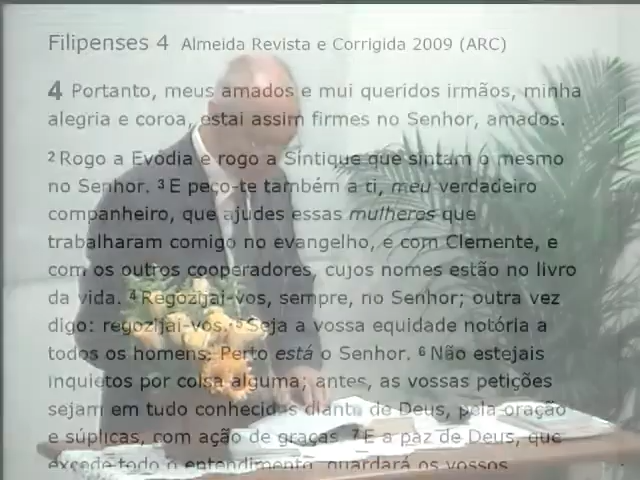 Filipenses 4 Almeida Revista e Corrigida 2009 (ARC)
4 Portanto, meus amados e mui queridos irmãos, minha
alegria e coroa, estai assim firmes no Senhor, amados.
2 Rogo a Evódia e rogo a Síntique que sintam o mesmo
no Senhor. 3 E peço-te também a ti, meu verdadeiro
companheiro, que ajudes essas mulheres que
trabalharam comigo no evangelho, e com Clemente, e
com os outros cooperadores, cujos nomes estão no livro
da vida. 4 Regozijai-vos, sempre, no Senhor; outra vez
digo: regozijai-vos. 5 Seja a vossa equidade notória a
todos os homens. Perto está o Senhor. 6 Não estejais
inquietos por coisa alguma; antes, as vossas petições
sejam em tudo conhecidas diante de Deus, pela oração
e súplicas, com ação de graças. 7 E a paz de Deus, que
excede todo o entendimento, guardará os vossos